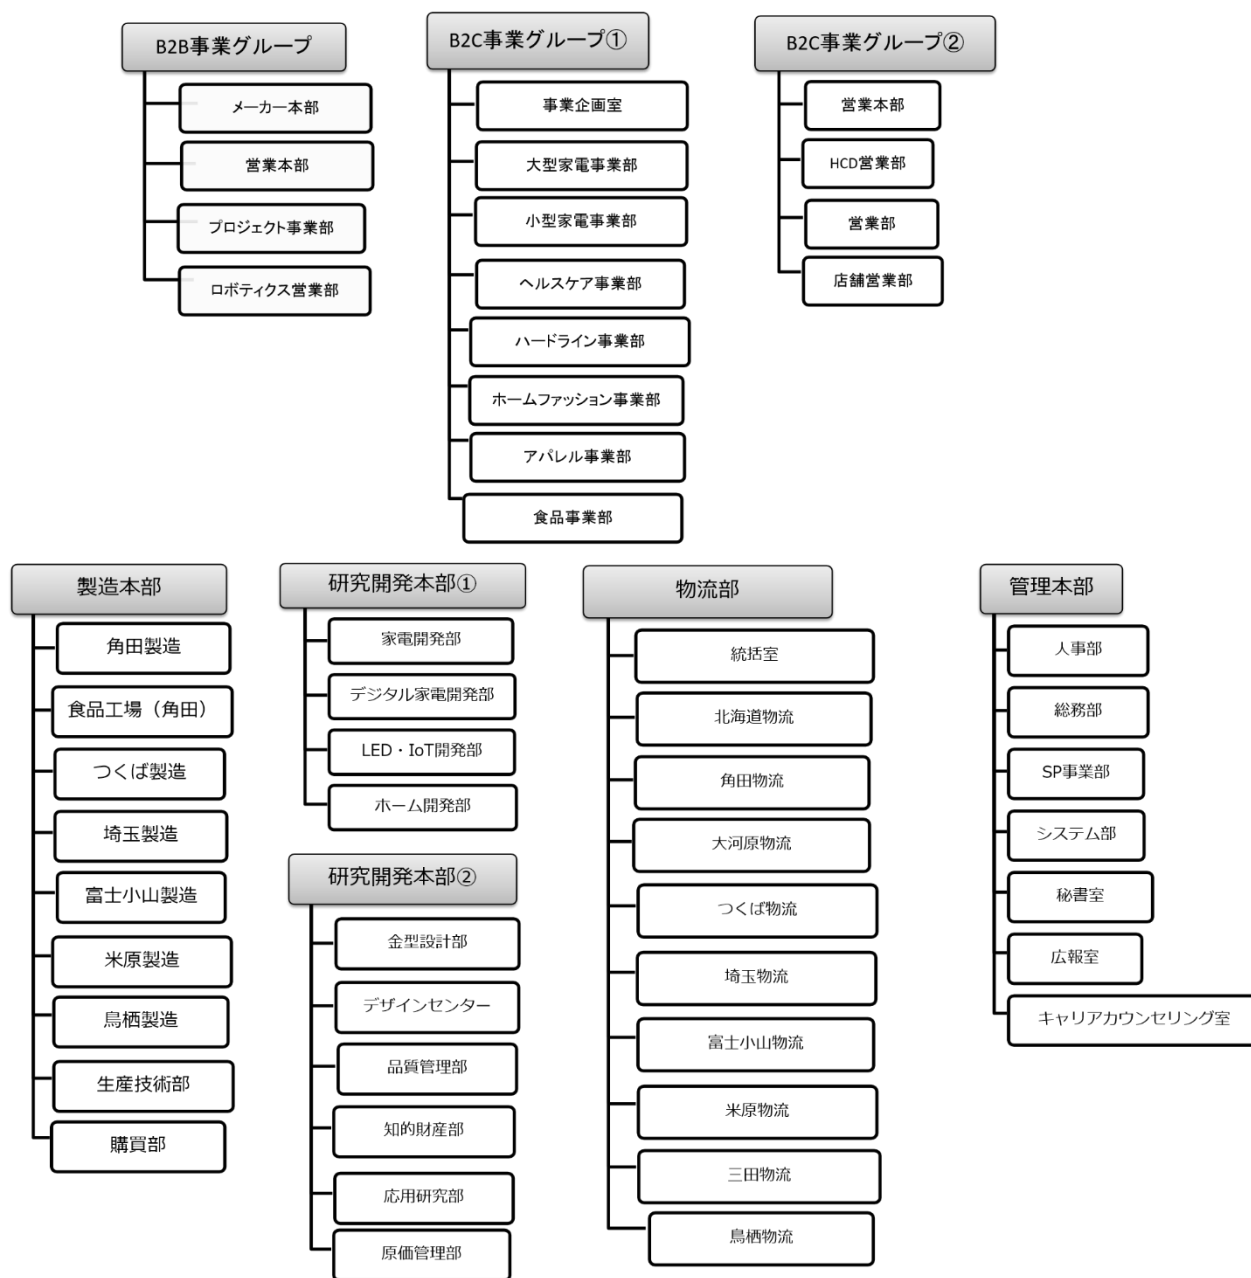 B2B事業グループ
メーカー本部
営業本部
プロジェクト事業部
ロボティクス営業部
B2C事業グループ①
事業企画室
大型家電事業部
小型家電事業部
ヘルスケア事業部
ハードライン事業部
ホームファッション事業部
アパレル事業部
食品事業部
B2C事業グループ②
営業本部
HCD営業部
営業部
店舗営業部
製造本部
角田製造
食品工場（角田）
つくば製造
埼玉製造
富士小山製造
米原製造
鳥栖製造
生産技術部
購買部
研究開発本部①
家電開発部
デジタル家電開発部
LED・IoT開発部
ホーム開発部
研究開発本部②
金型設計部
デザインセンター
品質管理部
知的財産部
応用研究部
原価管理部
物流部
統括室
北海道物流
角田物流
大河原物流
つくば物流
埼玉物流
富士小山物流
米原物流
三田物流
鳥栖物流
管理本部
人事部
総務部
SP事業部
システム部
秘書室
広報室
キャリアカウンセリング室